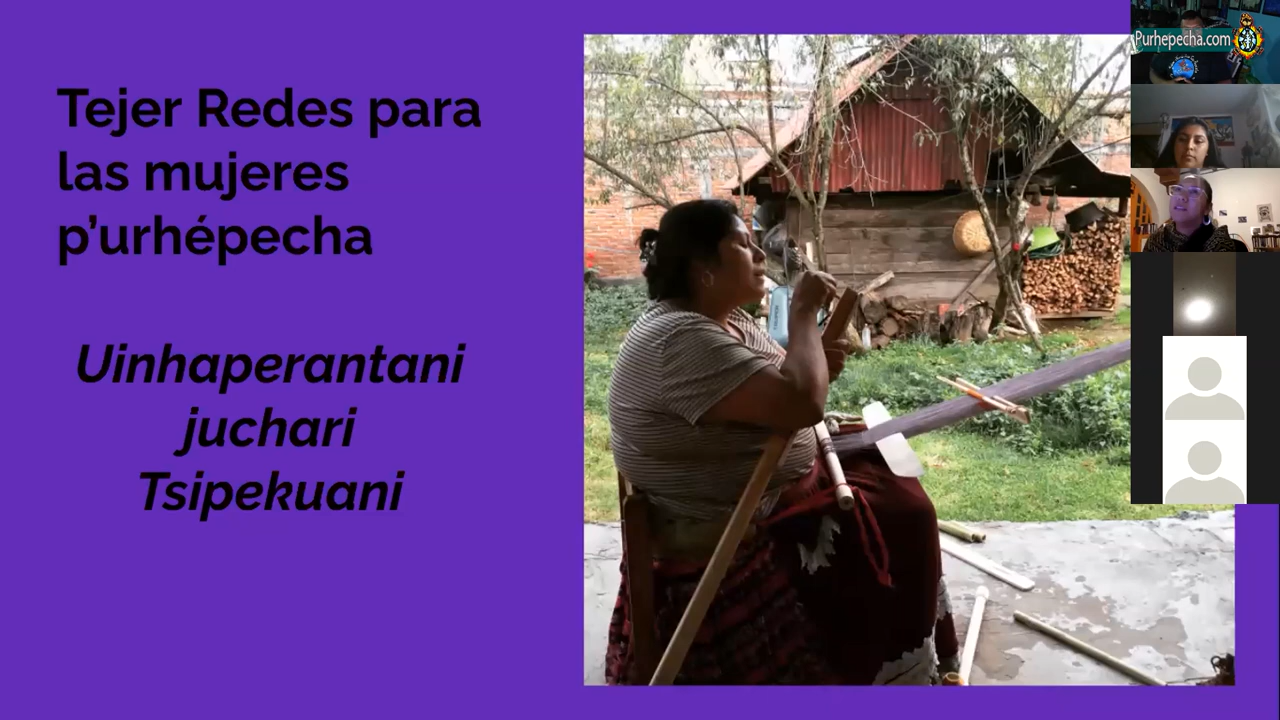 Tejer Redes para
las mujeres
p’urhépecha
Uinhaperantani
juchari
Tsipekuani
Purhepecha.com